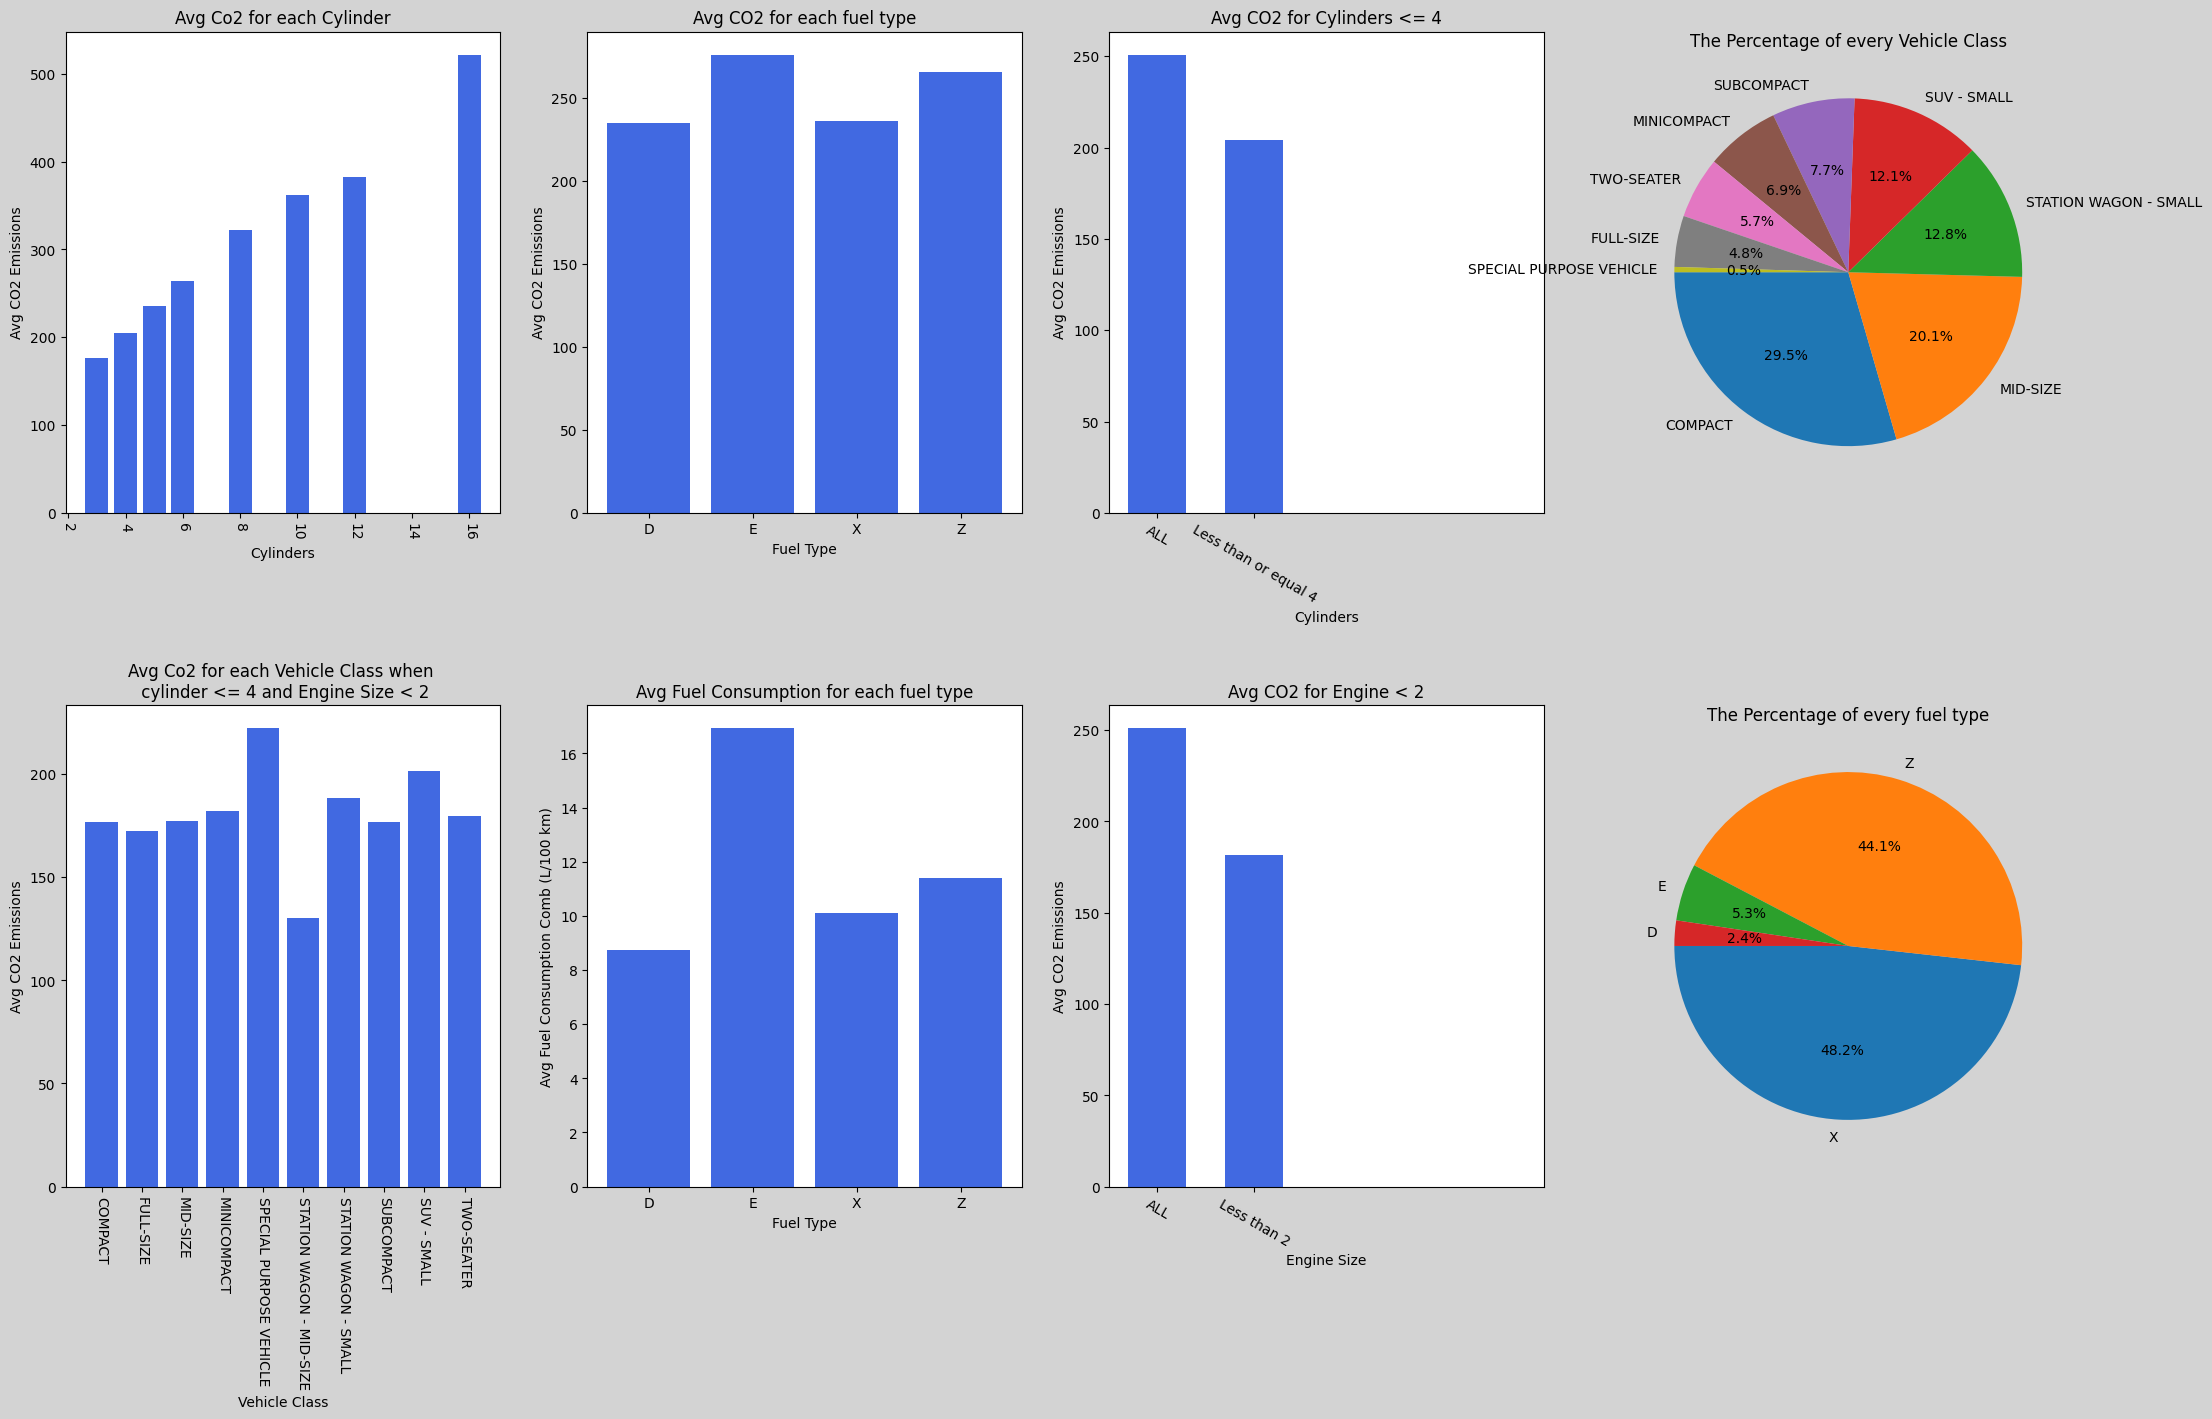 Avg Co2 for each Cylinder
Avg CO2 Emissions
0
100
200
300
400
500
2
4
6
8
10
12
14
16
Cylinders
Avg CO2 for each fuel type
Avg CO2 Emissions
0
50
100
150
200
250
D
E
X
Z
Fuel Type
Avg CO2 for Cylinders <= 4
Avg CO2 Emissions
0
50
100
150
200
250
ALL
Less than or equal 4
Cylinders
The Percentage of every Vehicle Class
SUBCOMPACT
SUV - SMALL
MINICOMPACT
TWO-SEATER
STATION WAGON - SMALL
FULL-SIZE
SPECIAL PURPOSE VEHICLE
MID-SIZE
COMPACT
7.7%
12.1%
6.9%
5.7%
12.8%
4.8%
0.5%
20.1%
29.5%
Avg Co2 for each Vehicle Class when
cylinder <= 4 and Engine Size < 2
Avg CO2 Emissions
0
50
100
150
200
COMPACT
FULL-SIZE
MID-SIZE
MINICOMPACT
SPECIAL PURPOSE VEHICLE
STATION WAGON - MID-SIZE
STATION WAGON - SMALL
SUBCOMPACT
SUV - SMALL
TWO-SEATER
Vehicle Class
Avg Fuel Consumption for each fuel type
Avg Fuel Consumption Comb (L/100 km)
0
2
4
6
8
10
12
14
16
D
E
X
Z
Fuel Type
Avg CO2 for Engine < 2
Avg CO2 Emissions
0
50
100
150
200
250
ALL
Less than 2
Engine Size
The Percentage of every fuel type
Z
44.1%
E
5.3%
D
2.4%
48.2%
X